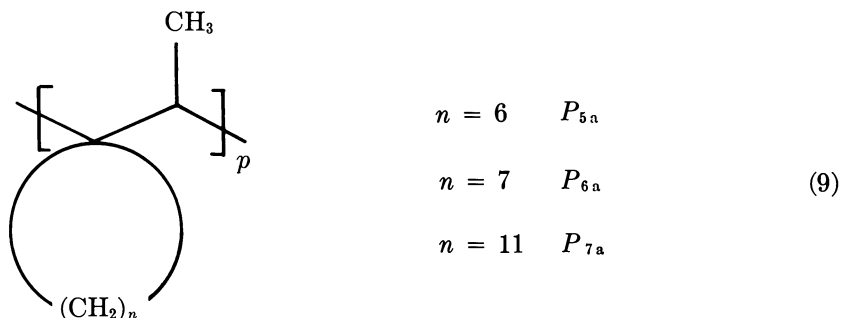 CH₃
p
(CH₂)ₙ
n = 6 P₅ₐ
n = 7 P₆ₐ (9)
n = 11 P₇ₐ